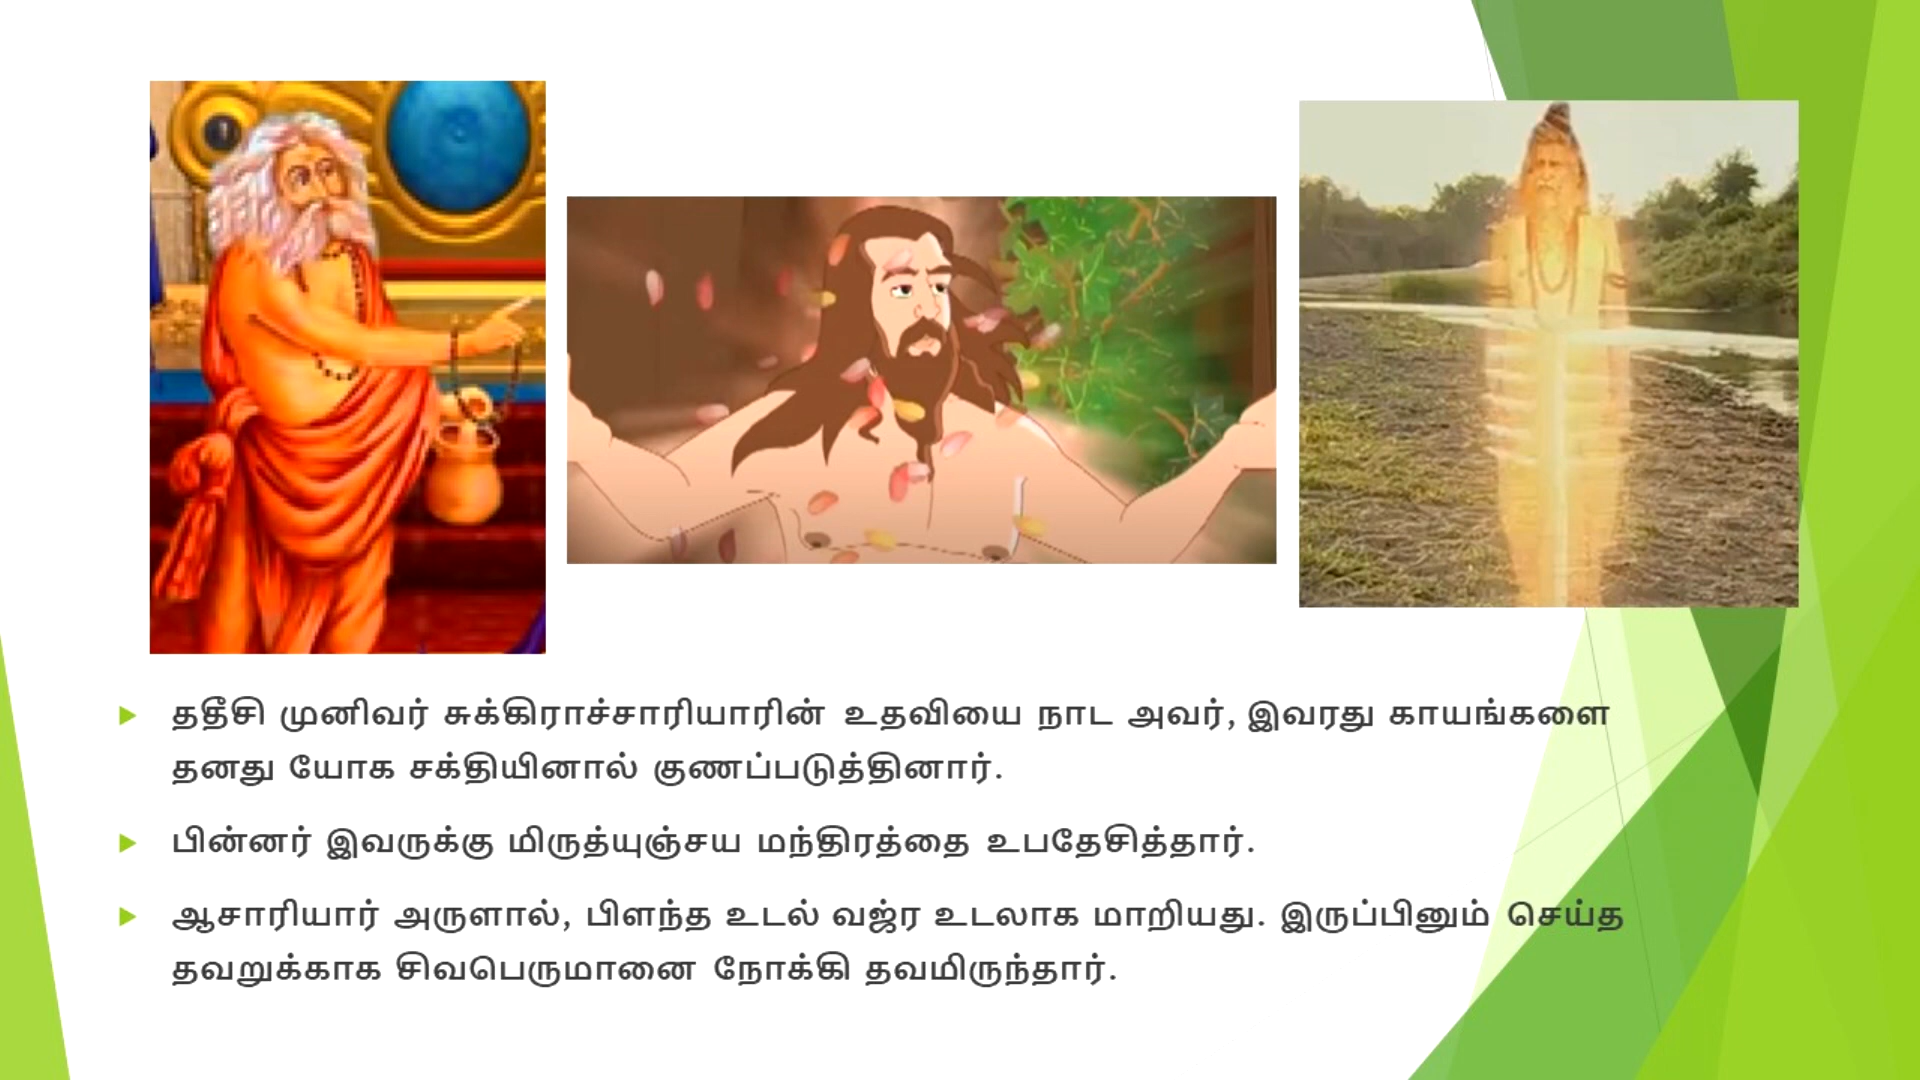 ததீசி முனிவர் சுக்கிராச்சாரியாரின் உதவியை நாட அவர், இவரது காயங்களை
தனது யோக சக்தியினால் குணப்படுத்தினார்.
பின்னர் இவருக்கு மிருத்யுஞ்சய மந்திரத்தை உபதேசித்தார்.
ஆசாரியார் அருளால், பிளந்த உடல் வஜ்ர உடலாக மாறியது. இருப்பினும் செய்த
தவறுக்காக சிவபெருமானை நோக்கி தவமிருந்தார்.